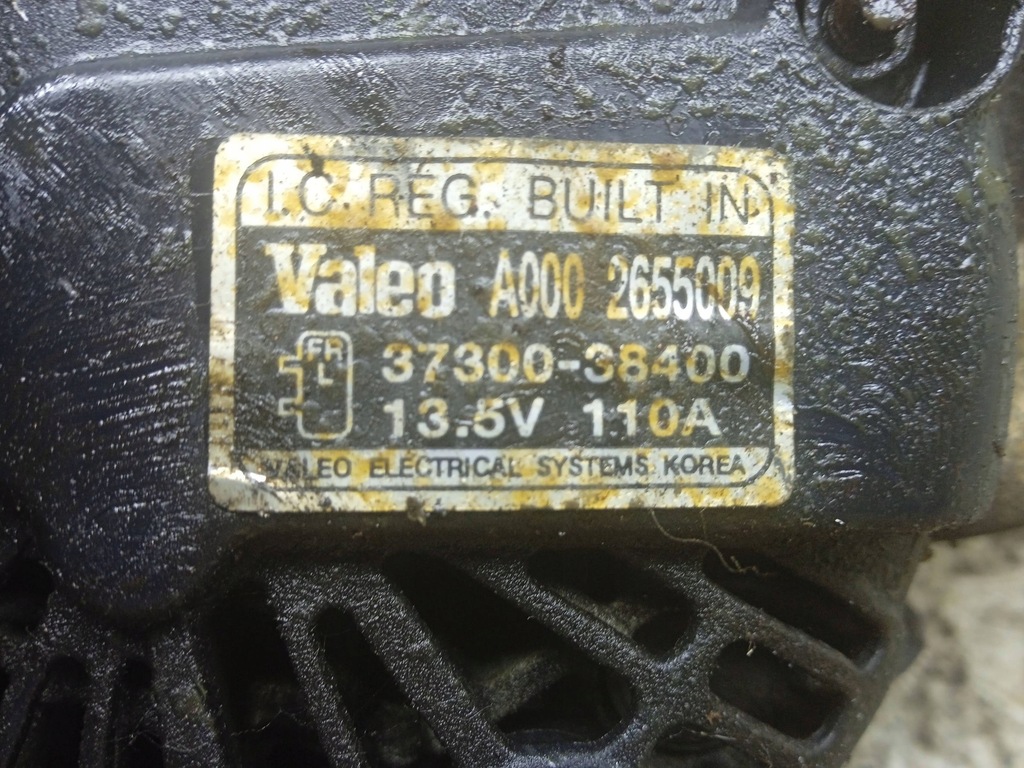 I.C. REG. BUILT IN
Valeo A000 2655009
FR
L
37300-38400
13.5V 110A
VALEO ELECTRICAL SYSTEMS KOREA